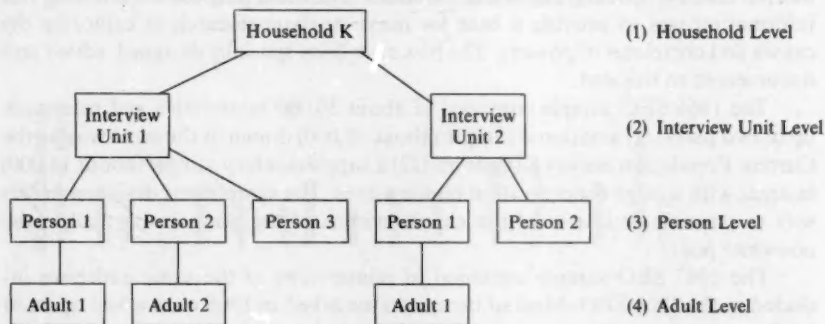 Household K
(1) Household Level
Interview
Unit 1
Interview
Unit 2
(2) Interview Unit Level
Person 1
Person 2
Person 3
Person 1
Person 2
(3) Person Level
Adult 1
Adult 2
Adult 1
(4) Adult Level